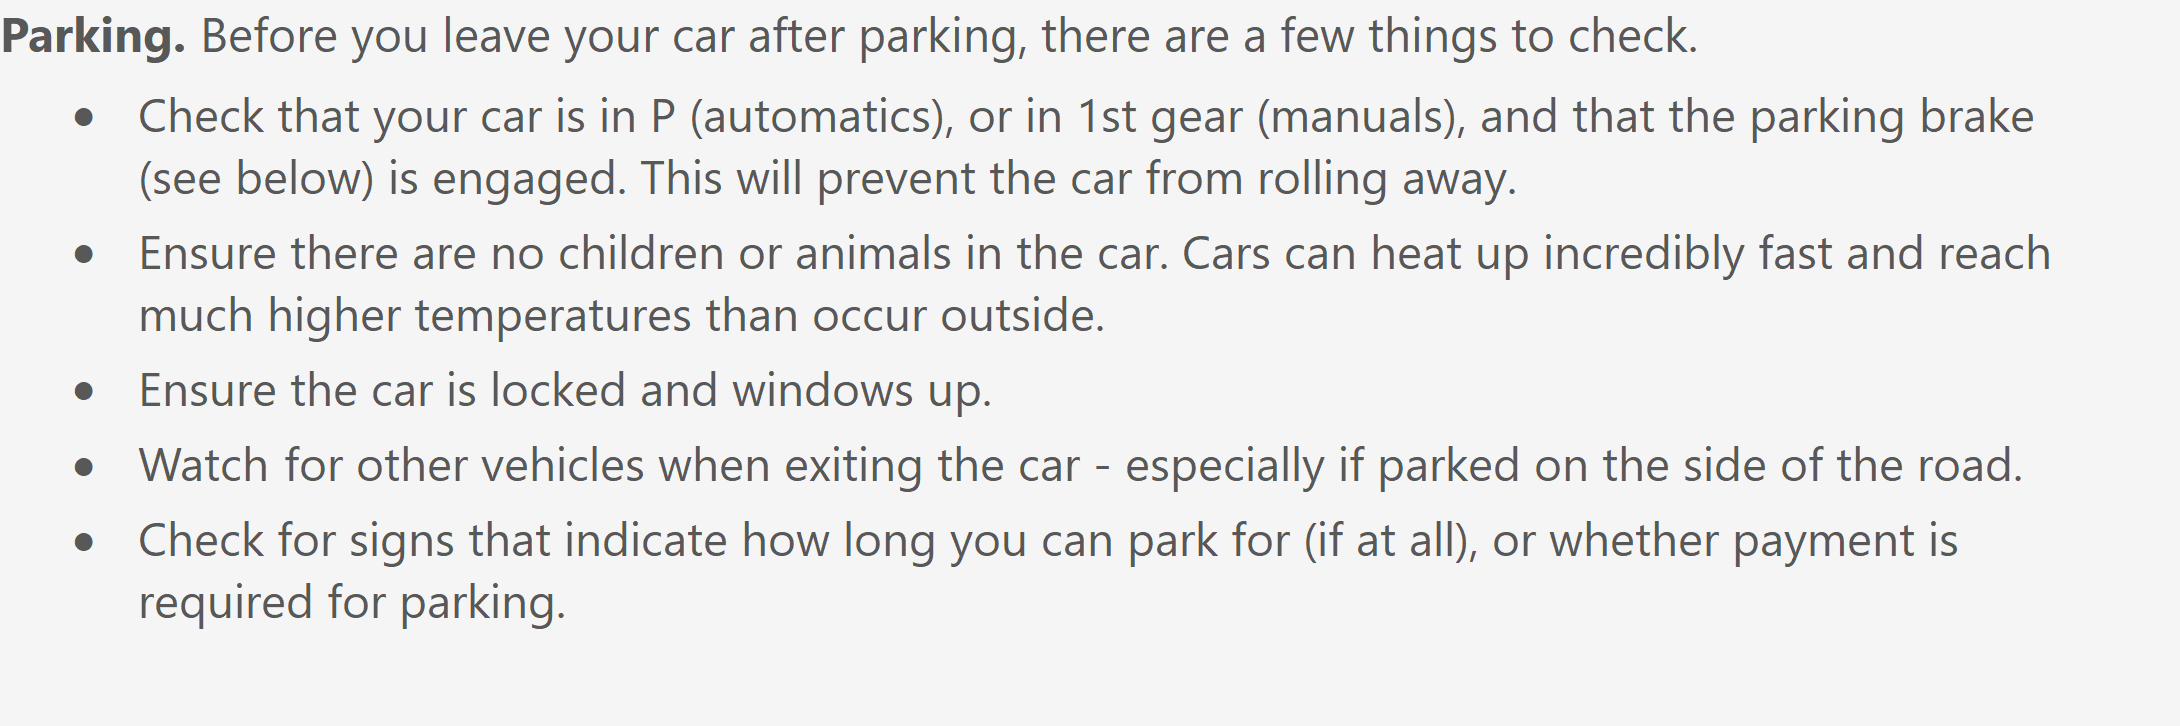 Parking. Before you leave your car after parking, there are a few things to check.
● Check that your car is in P (automatics), or in 1st gear (manuals), and that the parking brake
(see below) is engaged. This will prevent the car from rolling away.
● Ensure there are no children or animals in the car. Cars can heat up incredibly fast and reach
much higher temperatures than occur outside.
● Ensure the car is locked and windows up.
● Watch for other vehicles when exiting the car - especially if parked on the side of the road.
● Check for signs that indicate how long you can park for (if at all), or whether payment is
required for parking.